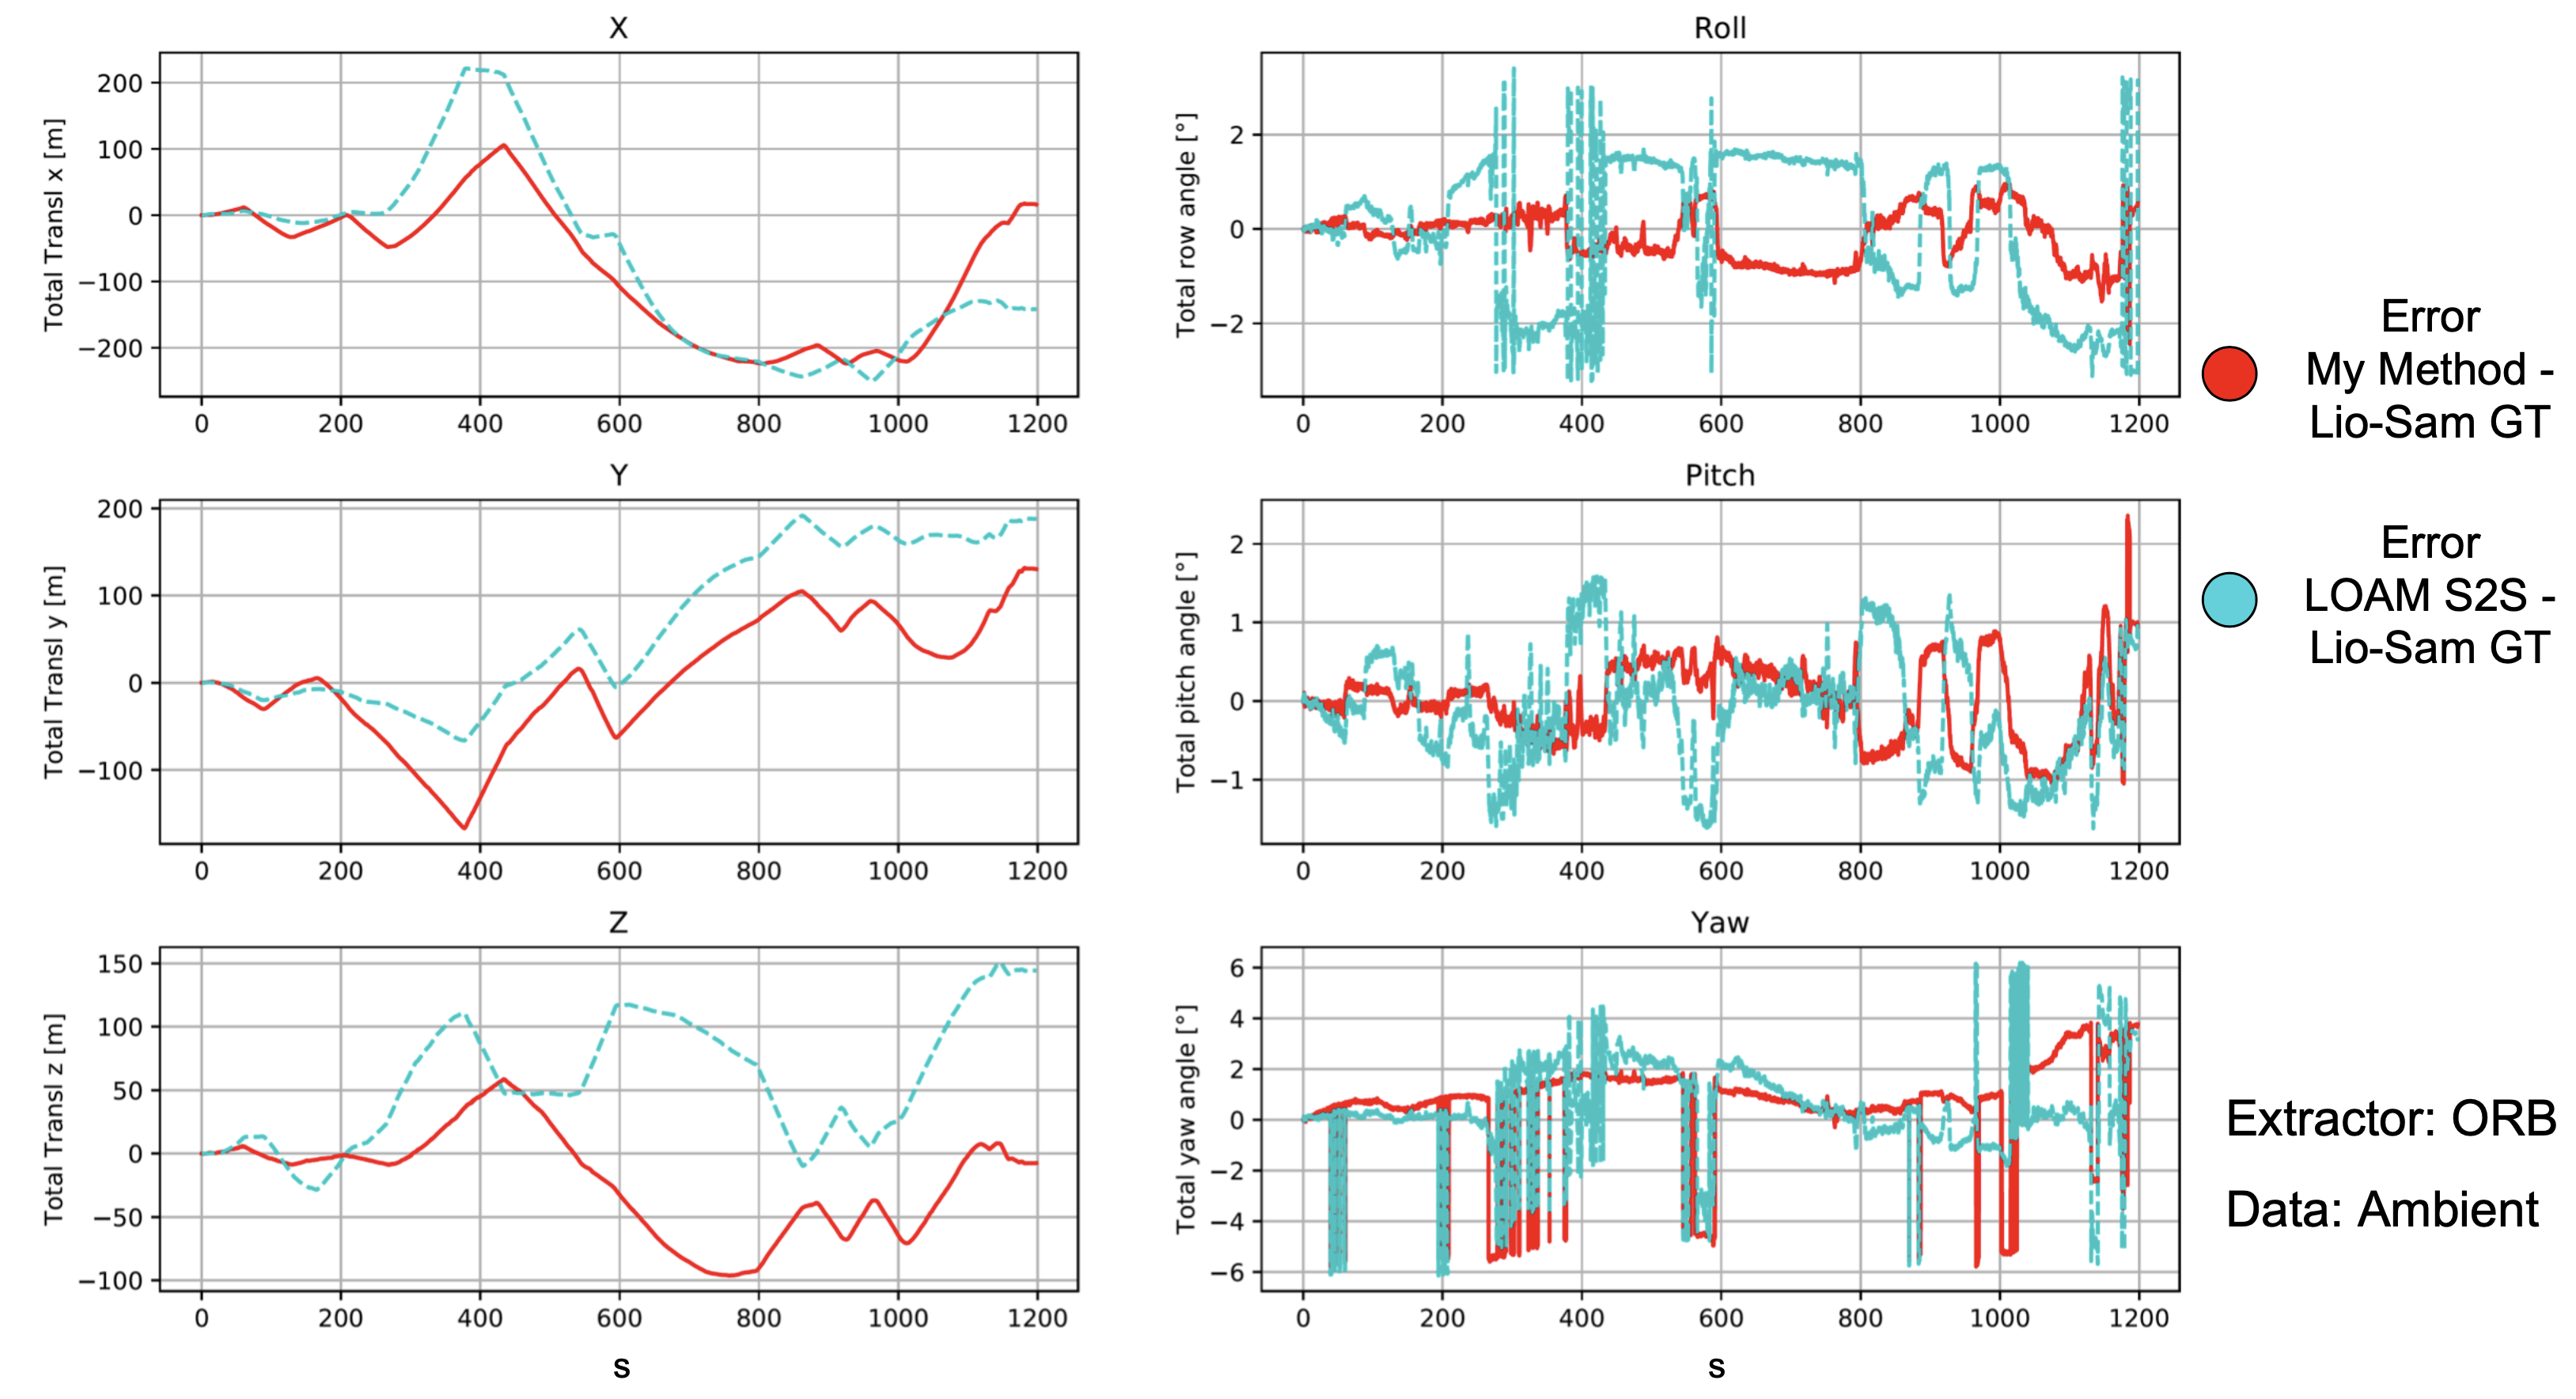 X
Total Transl x [m]
200
100
0
−100
−200
0 200 400 600 800 1000 1200
Roll
Total row angle [°]
2
0
−2
0 200 400 600 800 1000 1200
Y
Total Transl y [m]
200
100
0
−100
0 200 400 600 800 1000 1200
Pitch
Total pitch angle [°]
2
1
0
−1
0 200 400 600 800 1000 1200
Z
Total Transl z [m]
150
100
50
0
−50
−100
0 200 400 600 800 1000 1200
s
Yaw
Total yaw angle [°]
6
4
2
0
−2
−4
−6
0 200 400 600 800 1000 1200
s
Error
My Method -
Lio-Sam GT
Error
LOAM S2S -
Lio-Sam GT
Extractor: ORB
Data: Ambient